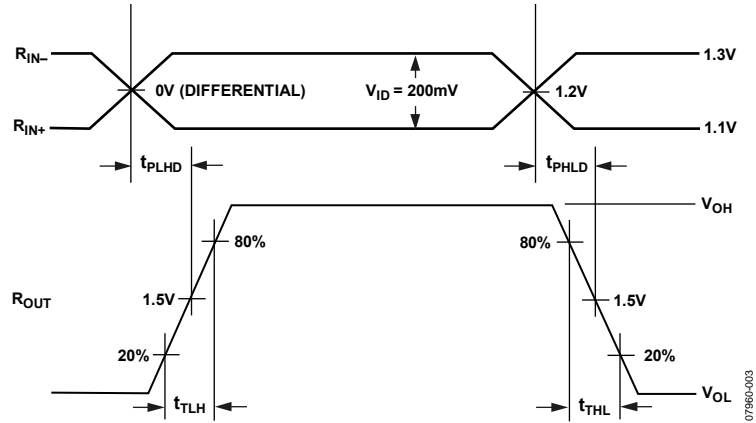 R_IN–
0V (DIFFERENTIAL)
V_ID = 200mV
1.2V
1.3V
R_IN+
1.1V
t_PLHD
t_PHLD
V_OH
80%
80%
R_OUT
1.5V
1.5V
20%
20%
V_OL
t_TLH
t_THL
07960-003